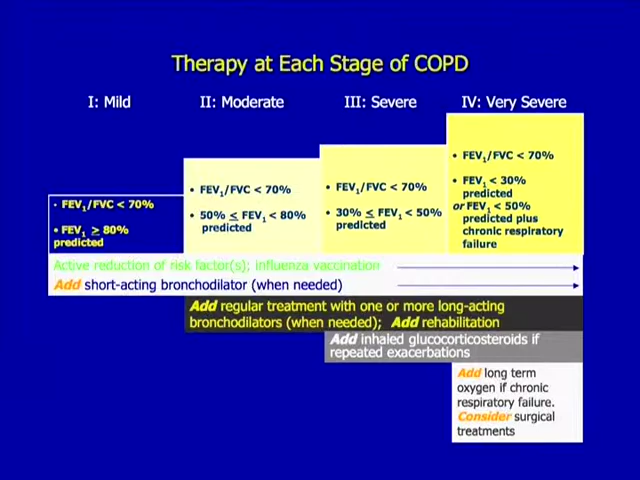 Therapy at Each Stage of COPD
I: Mild
II: Moderate
III: Severe
IV: Very Severe
• FEV1/FVC < 70%
• FEV1 ≥ 80%
predicted
• FEV1/FVC < 70%
• 50% ≤ FEV1 < 80%
predicted
• FEV1/FVC < 70%
• 30% ≤ FEV1 < 50%
predicted
• FEV1/FVC < 70%
• FEV1 < 30%
predicted
or FEV1 < 50%
predicted plus
chronic respiratory
failure
Active reduction of risk factor(s); influenza vaccination
Add short-acting bronchodilator (when needed)
Add regular treatment with one or more long-acting
bronchodilators (when needed); Add rehabilitation
Add inhaled glucocorticosteroids if
repeated exacerbations
Add long term
oxygen if chronic
respiratory failure.
Consider surgical
treatments